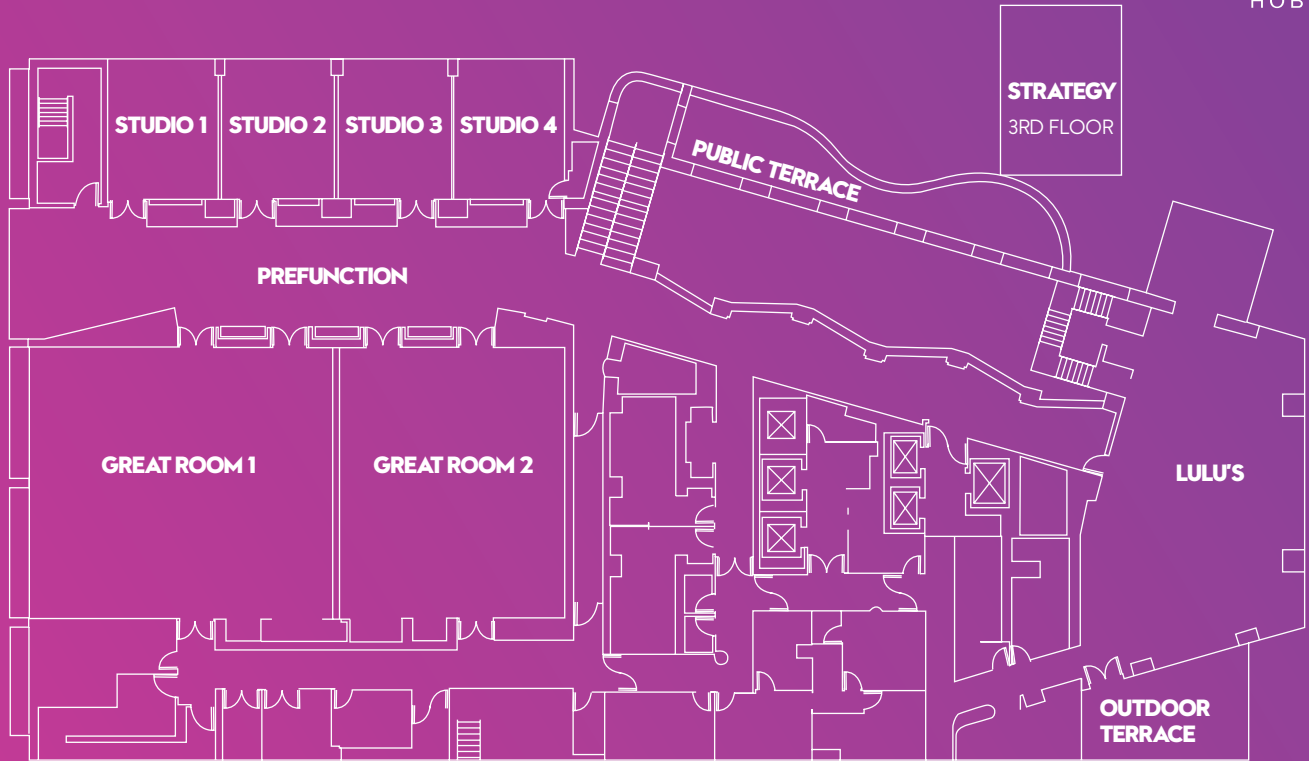 HOB
STRATEGY
3RD FLOOR
STUDIO 1
STUDIO 2
STUDIO 3
STUDIO 4
PUBLIC TERRACE
PREFUNCTION
GREAT ROOM 1
GREAT ROOM 2
LULU'S
OUTDOOR
TERRACE